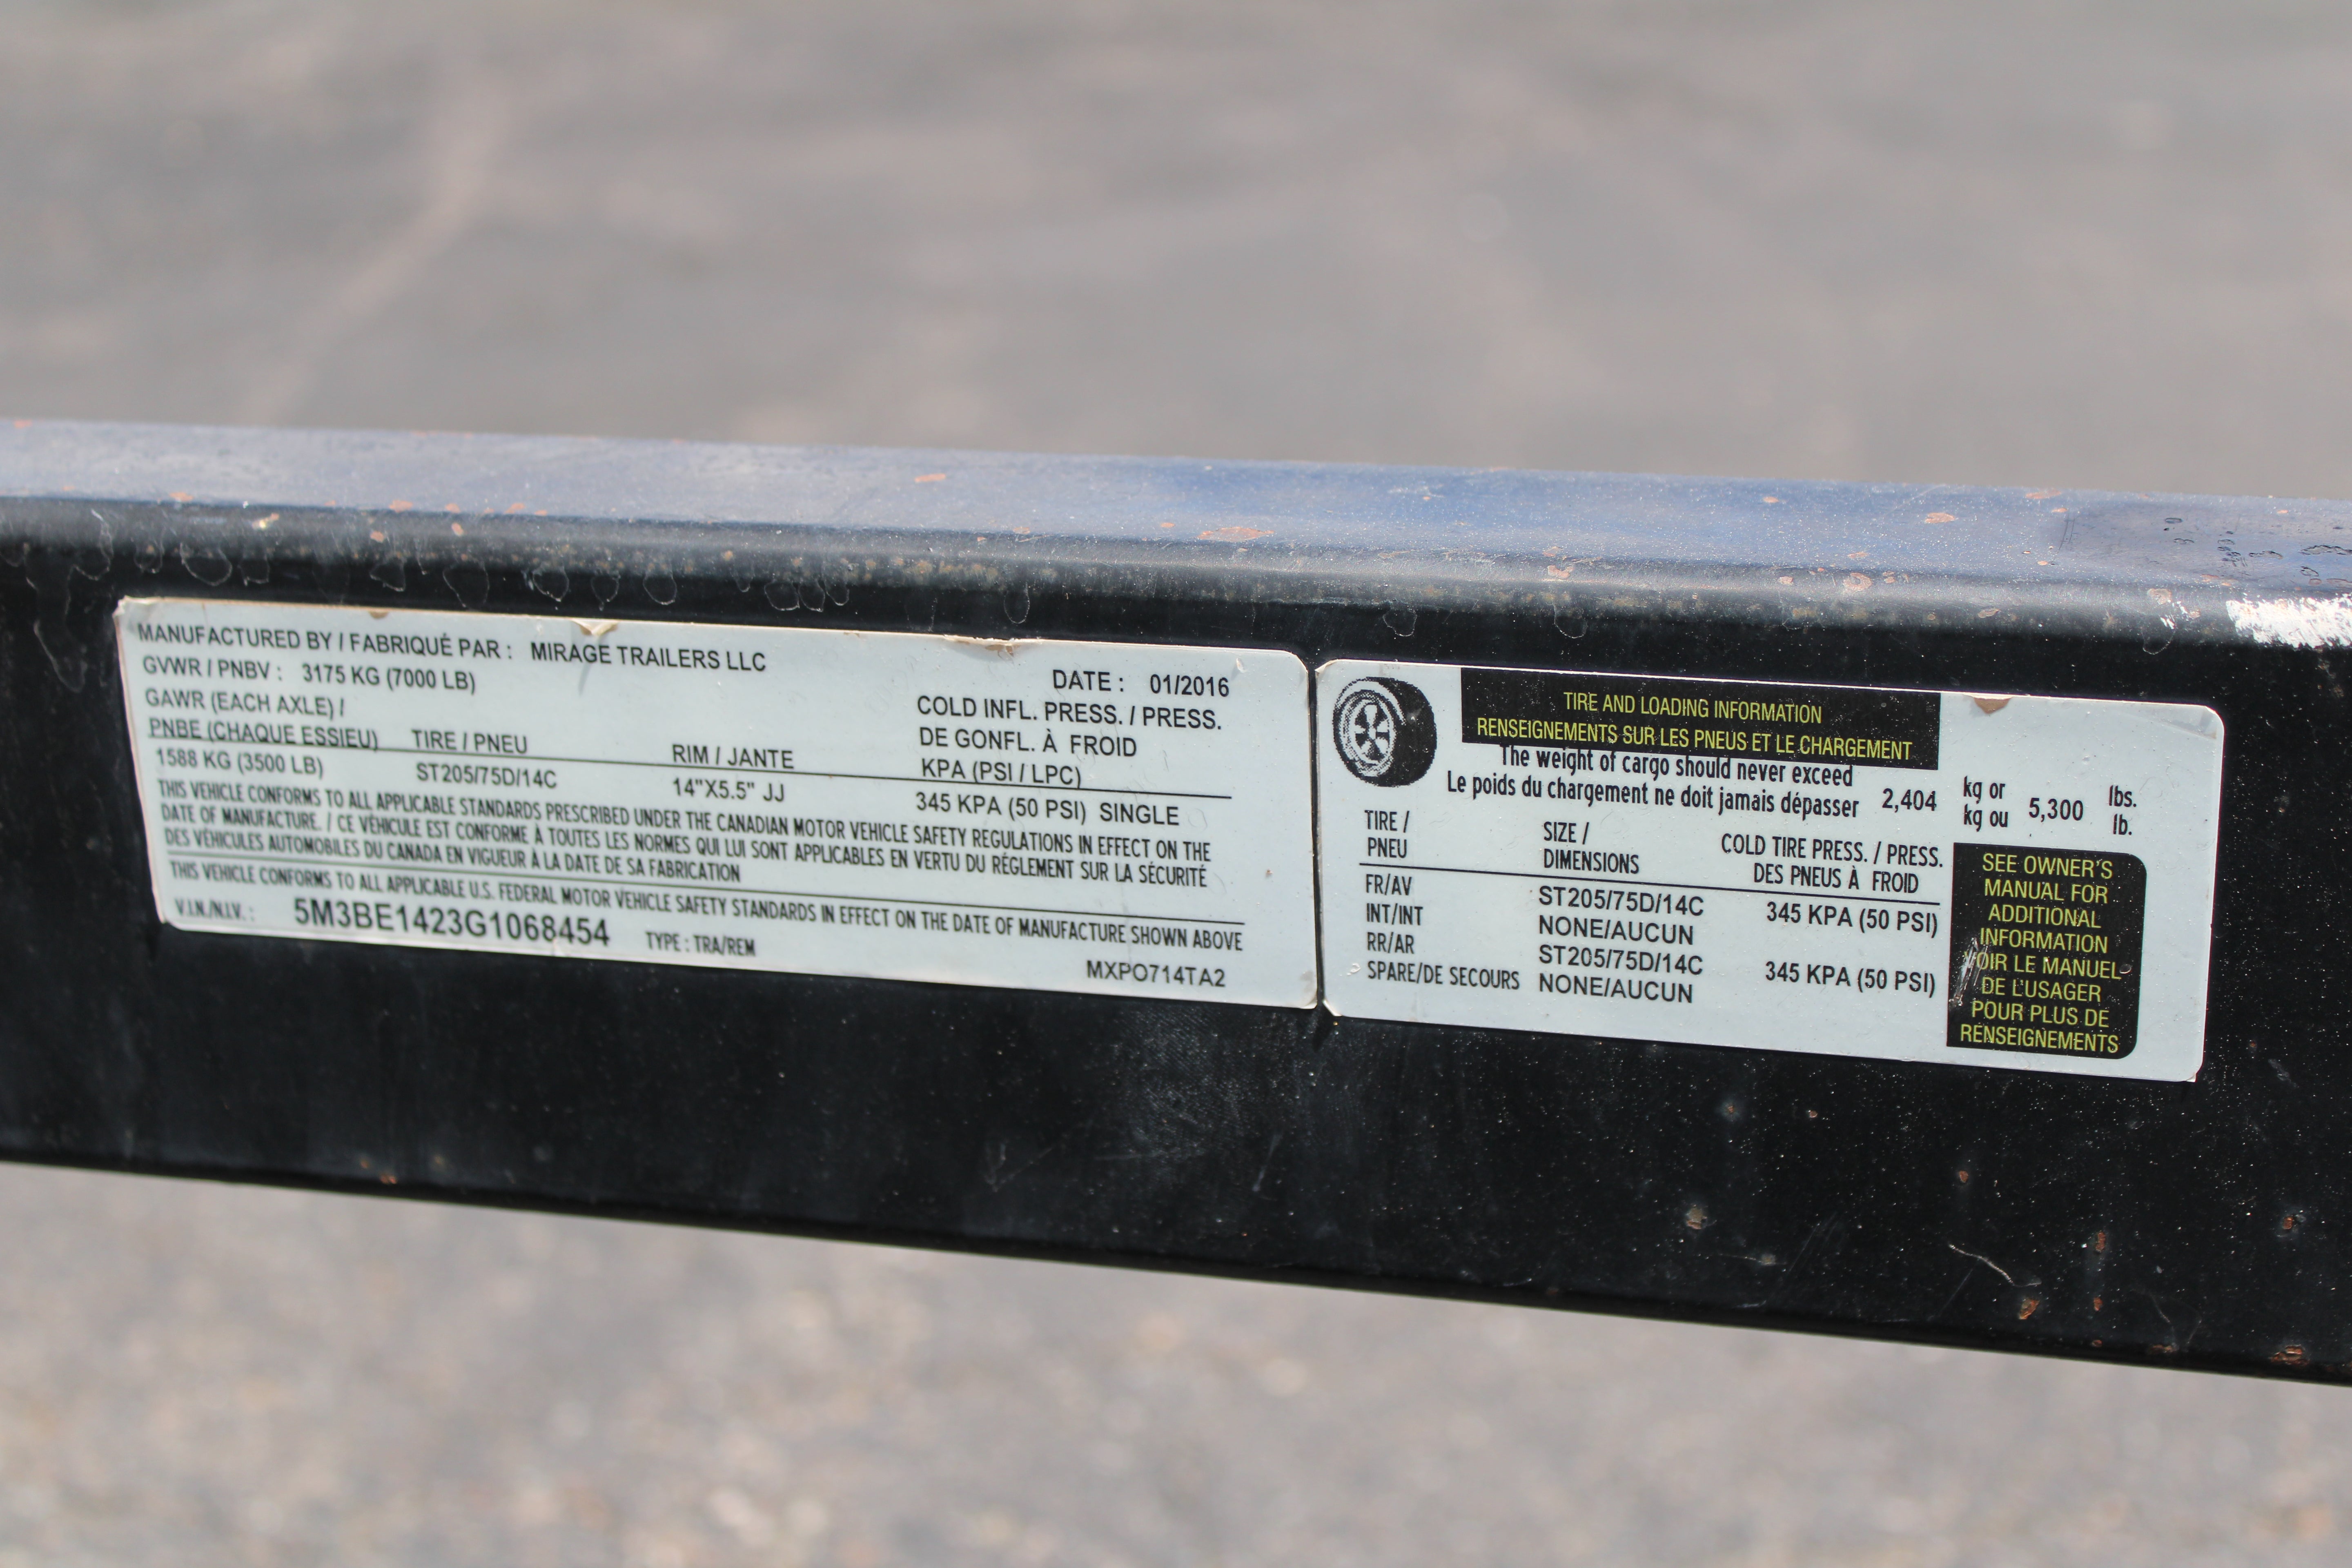 MANUFACTURED BY / FABRIQUÉ PAR : MIRAGE TRAILERS LLC
GVWR / PNBV : 3175 KG (7000 LB)
DATE : 01/2016
GAWR (EACH AXLE) /
PNBE (CHAQUE ESSIEU)
TIRE / PNEU
RIM / JANTE
COLD INFL. PRESS. / PRESS.
DE GONFL. À FROID
KPA (PSI / LPC)
1588 KG (3500 LB) ST205/75D/14C 14"X5.5" JJ 345 KPA (50 PSI) SINGLE
THIS VEHICLE CONFORMS TO ALL APPLICABLE STANDARDS PRESCRIBED UNDER THE CANADIAN MOTOR VEHICLE SAFETY REGULATIONS IN EFFECT ON THE
DATE OF MANUFACTURE. / CE VÉHICULE EST CONFORME À TOUTES LES NORMES QUI LUI SONT APPLICABLES EN VERTU DU RÉGLEMENT SUR LA SÉCURITÉ
DES VÉHICULES AUTOMOBILES DU CANADA EN VIGUEUR À LA DATE DE SA FABRICATION
THIS VEHICLE CONFORMS TO ALL APPLICABLE U.S. FEDERAL MOTOR VEHICLE SAFETY STANDARDS IN EFFECT ON THE DATE OF MANUFACTURE SHOWN ABOVE
V.I.N./N.I.V. : 5M3BE1423G1068454 TYPE : TRA/REM
MXPO714TA2
TIRE AND LOADING INFORMATION
RENSEIGNEMENTS SUR LES PNEUS ET LE CHARGEMENT
The weight of cargo should never exceed
Le poids du chargement ne doit jamais dépasser
2,404
kg or
kg ou
5,300
lbs.
lb.
TIRE /
PNEU
SIZE /
DIMENSIONS
COLD TIRE PRESS. / PRESS.
DES PNEUS À FROID
FR/AV ST205/75D/14C 345 KPA (50 PSI)
INT/INT NONE/AUCUN
RR/AR ST205/75D/14C 345 KPA (50 PSI)
SPARE/DE SECOURS NONE/AUCUN
SEE OWNER'S
MANUAL FOR
ADDITIONAL
INFORMATION
VOIR LE MANUEL
DE L'USAGER
POUR PLUS DE
RENSEIGNEMENTS